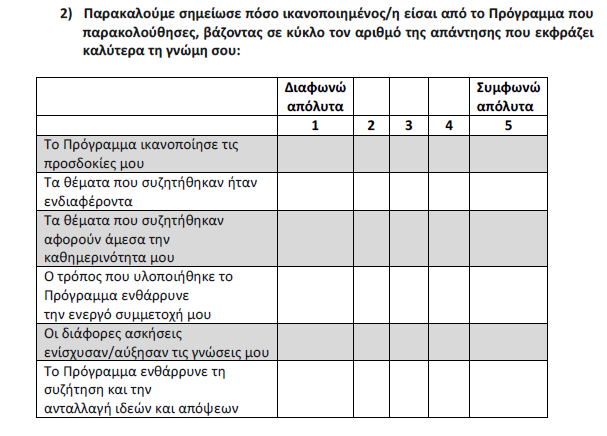 2) Παρακαλούμε σημείωσε πόσο ικανοποιημένος/η είσαι από το Πρόγραμμα που
παρακολούθησες, βάζοντας σε κύκλο τον αριθμό της απάντησης που εκφράζει
καλύτερα τη γνώμη σου:
Διαφωνώ Συμφωνώ
απόλυτα απόλυτα
1 2 3 4 5
Το Πρόγραμμα ικανοποίησε τις
προσδοκίες μου
Τα θέματα που συζητήθηκαν ήταν
ενδιαφέροντα
Τα θέματα που συζητήθηκαν
αφορούν άμεσα την
καθημερινότητα μου
Ο τρόπος που υλοποιήθηκε το
Πρόγραμμα ενθάρρυνε
την ενεργό συμμετοχή μου
Οι διάφορες ασκήσεις
ενίσχυσαν/αύξησαν τις γνώσεις μου
Το Πρόγραμμα ενθάρρυνε τη
συζήτηση και την
ανταλλαγή ιδεών και απόψεων